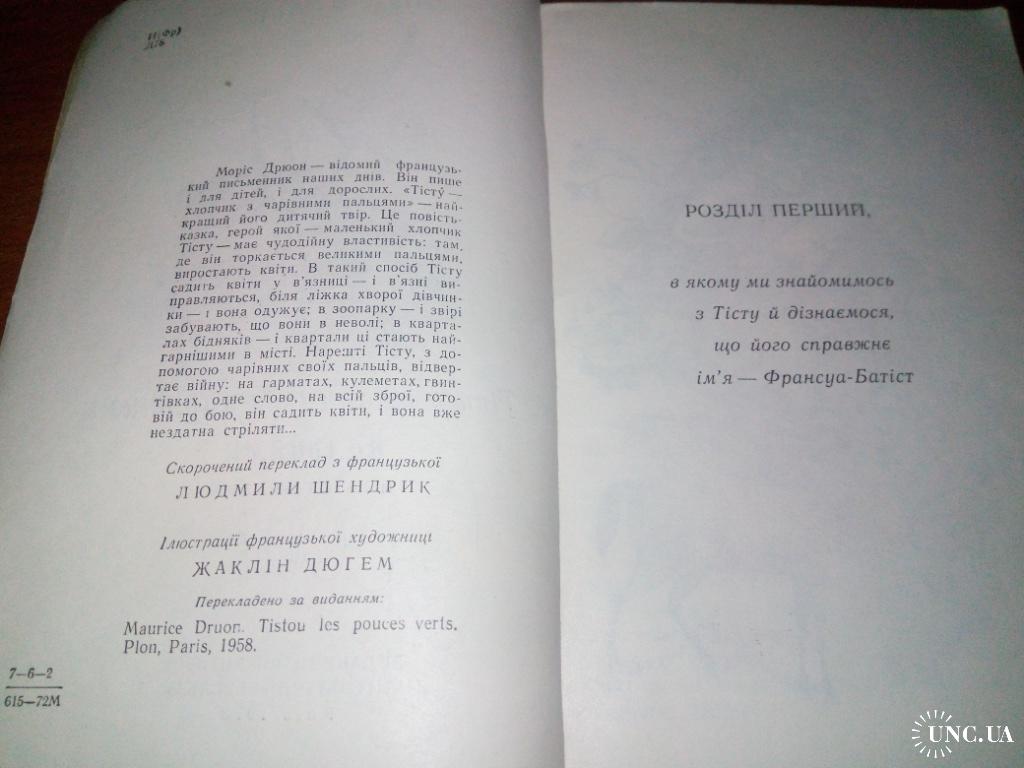 И(Фр)
Д76
Моріс Дрюон — відомий французь-
кий письменник наших днів. Він пише
і для дітей, і для дорослих. «Тісту́ —
хлопчик з чарівними пальцями» — най-
кращий його дитячий твір. Це повість-
казка, герой якої — маленький хлопчик
Тісту — має чудодійну властивість: там,
де він торкається великими пальцями,
виростають квіти. В такий спосіб Тісту
садить квіти у в'язниці — і в'язні ви-
правляються, біля ліжка хворої дівчин-
ки — і вона одужує; в зоопарку — і звірі
забувають, що вони в неволі; в кварта-
лах бідняків — і квартали ці стають най-
гарнішими в місті. Нарешті Тісту, з до-
помогою чарівних своїх пальців, відвер-
тає війну: на гарматах, кулеметах, гвин-
тівках, одне слово, на всій зброї, гото-
вій до бою, він садить квіти, і вона вже
нездатна стріляти...
Скорочений переклад з французької
ЛЮДМИЛИ ШЕНДРИК
Ілюстрації французької художниці
ЖАКЛІН ДЮГЕМ
Перекладено за виданням:
Maurice Druon. Tistou les pouces verts.
Plon, Paris, 1958.
7—6—2
615—72М
РОЗДІЛ ПЕРШИЙ,
в якому ми знайомимось
з Тісту й дізнаємося,
що його справжнє
ім'я — Франсуа-Батіст
UNC.UA